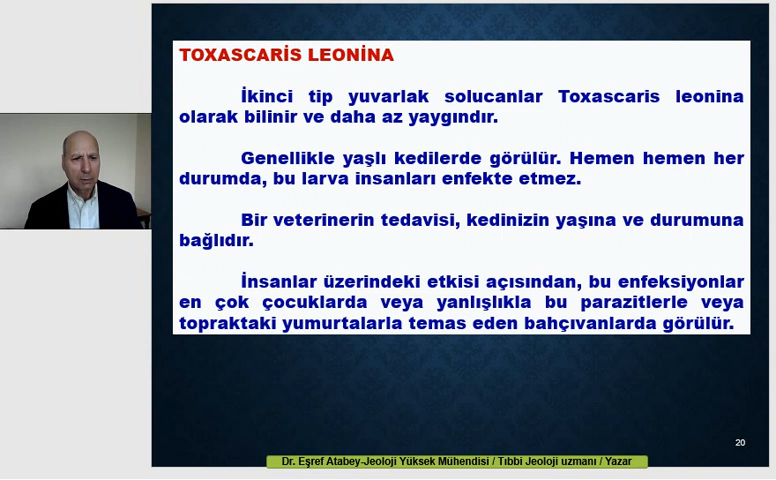 TOXASCARİS LEONİNA
İkinci tip yuvarlak solucanlar Toxascaris leonina
olarak bilinir ve daha az yaygındır.
Genellikle yaşlı kedilerde görülür. Hemen hemen her
durumda, bu larva insanları enfekte etmez.
Bir veterinerin tedavisi, kedinizin yaşına ve durumuna
bağlıdır.
İnsanlar üzerindeki etkisi açısından, bu enfeksiyonlar
en çok çocuklarda veya yanlışlıkla bu parazitlerle veya
topraktaki yumurtalarla temas eden bahçıvanlarda görülür.
20
Dr. Eşref Atabey-Jeoloji Yüksek Mühendisi / Tıbbi Jeoloji uzmanı / Yazar